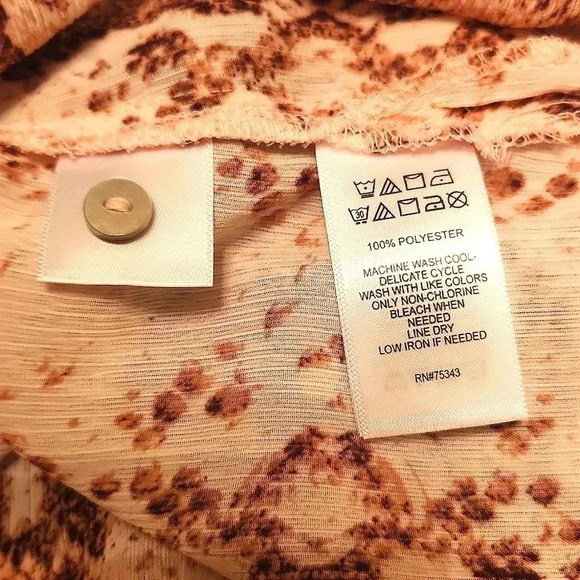 30
100% POLYESTER
MACHINE WASH COOL-
DELICATE CYCLE
WASH WITH LIKE COLORS
ONLY NON-CHLORINE
BLEACH WHEN
NEEDED
LINE DRY
LOW IRON IF NEEDED
RN#75343